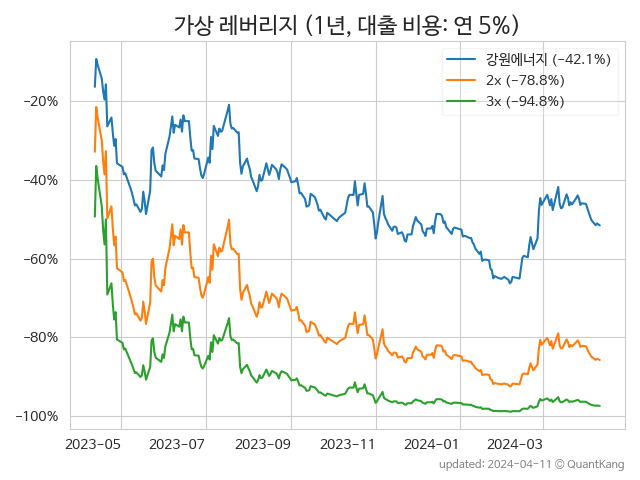 가상 레버리지 (1년, 대출 비용: 연 5%)
강원에너지 (−42.1%)
2x (−78.8%)
3x (−94.8%)
−20%
−40%
−60%
−80%
−100%
2023-05 2023-07 2023-09 2023-11 2024-01 2024-03
updated: 2024-04-11 © QuantKang